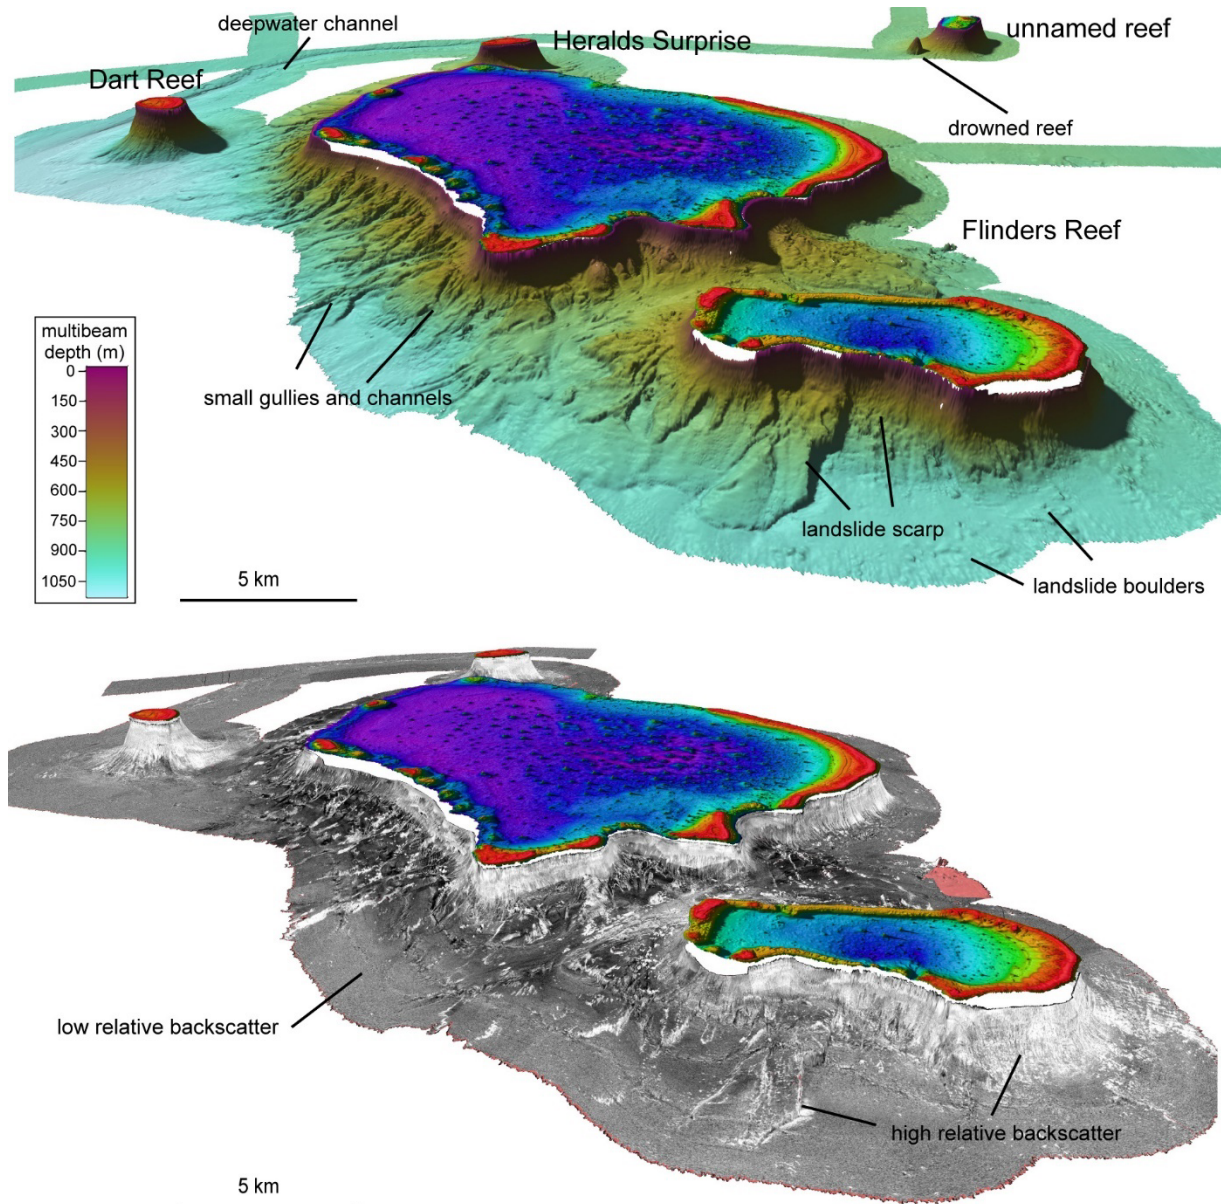 deepwater channel
Heralds Surprise
unnamed reef
Dart Reef
drowned reef
Flinders Reef
multibeam
depth (m)
0
150
300
450
600
750
900
1050
small gullies and channels
landslide scarp
landslide boulders
5 km
low relative backscatter
high relative backscatter
5 km